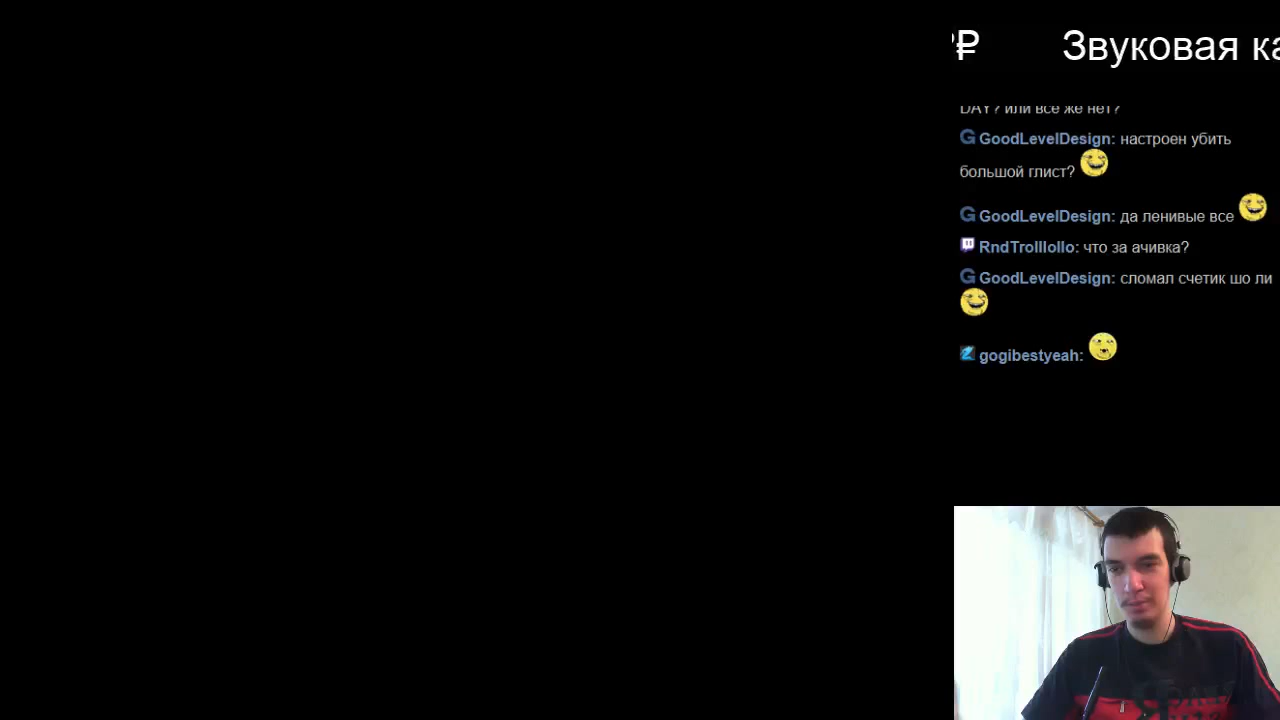 ₽ Звуковая ка
DAY? или все же нет?
GoodLevelDesign: настроен убить
большой глист?
GoodLevelDesign: да ленивые все
RndTrolllollo: что за ачивка?
GoodLevelDesign: сломал счетик шо ли
gogibestyeah: